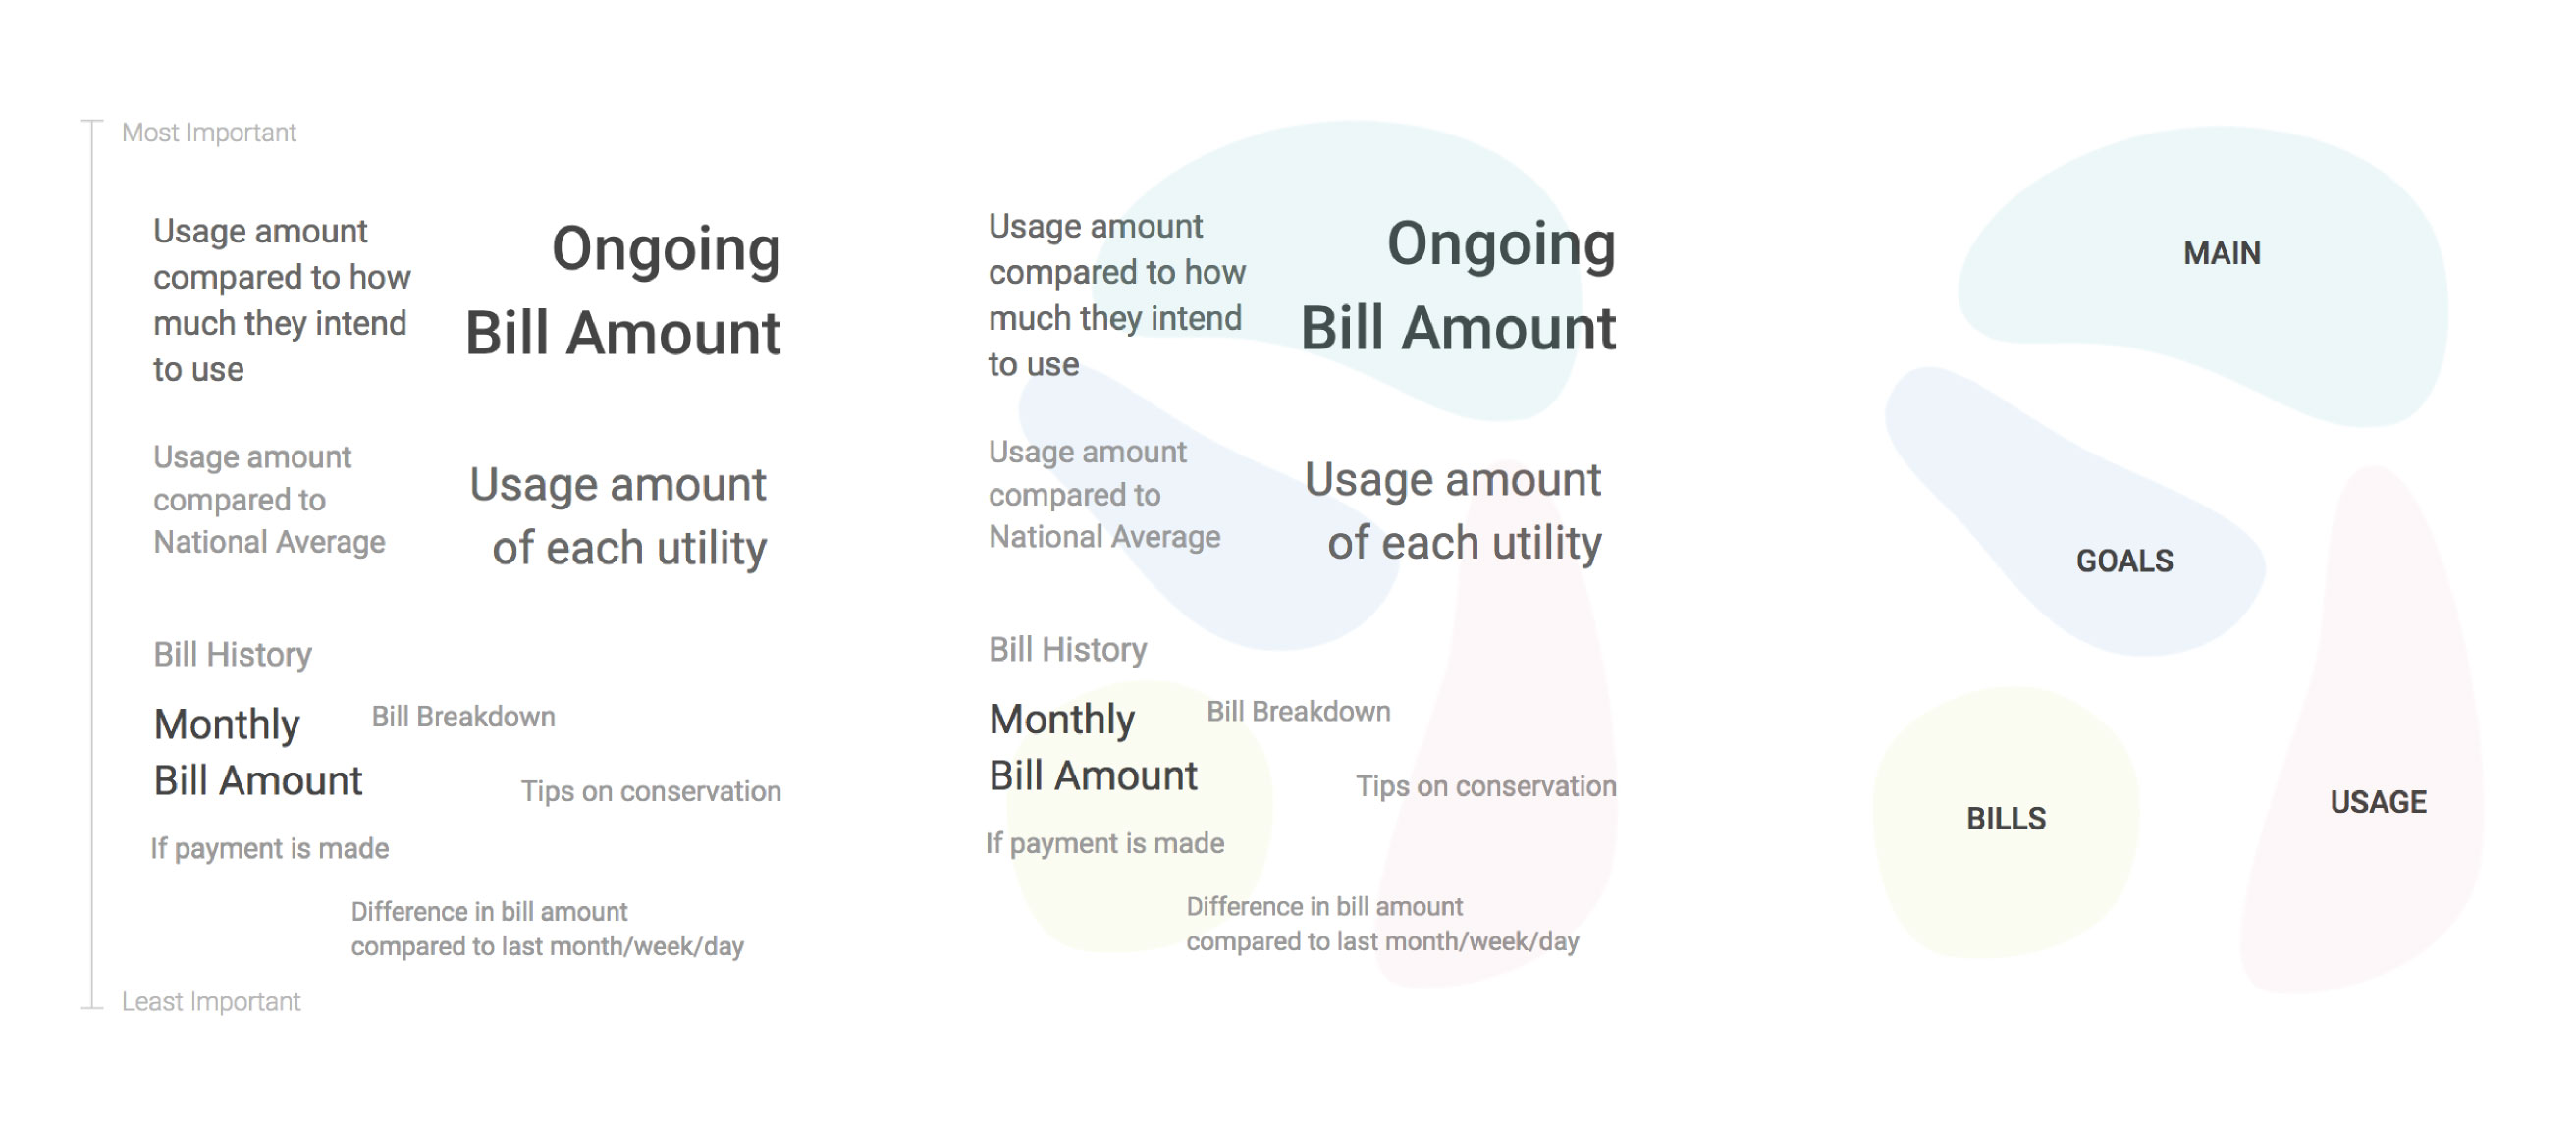 Most Important
Usage amount
compared to how
much they intend
to use
Ongoing
Bill Amount
Usage amount
compared to
National Average
Usage amount
of each utility
Bill History
Monthly
Bill Amount
Bill Breakdown
Tips on conservation
If payment is made
Difference in bill amount
compared to last month/week/day
Least Important
Usage amount
compared to how
much they intend
to use
Ongoing
Bill Amount
Usage amount
compared to
National Average
Usage amount
of each utility
Bill History
Monthly
Bill Amount
Bill Breakdown
Tips on conservation
If payment is made
Difference in bill amount
compared to last month/week/day
MAIN
GOALS
BILLS
USAGE